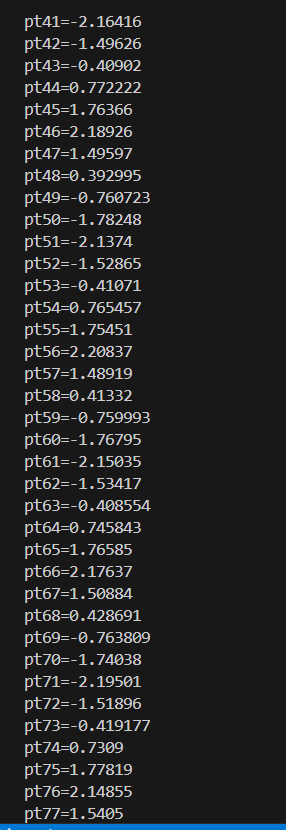 pt41=-2.16416
pt42=-1.49626
pt43=-0.40902
pt44=0.772222
pt45=1.76366
pt46=2.18926
pt47=1.49597
pt48=0.392995
pt49=-0.760723
pt50=-1.78248
pt51=-2.1374
pt52=-1.52865
pt53=-0.41071
pt54=0.765457
pt55=1.75451
pt56=2.20837
pt57=1.48919
pt58=0.41332
pt59=-0.759993
pt60=-1.76795
pt61=-2.15035
pt62=-1.53417
pt63=-0.408554
pt64=0.745843
pt65=1.76585
pt66=2.17637
pt67=1.50884
pt68=0.428691
pt69=-0.763809
pt70=-1.74038
pt71=-2.19501
pt72=-1.51896
pt73=-0.419177
pt74=0.7309
pt75=1.77819
pt76=2.14855
pt77=1.5405